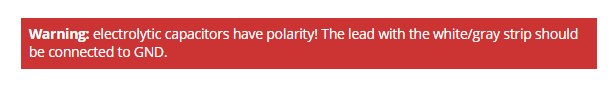 Warning: electrolytic capacitors have polarity! The lead with the white/gray strip should
be connected to GND.